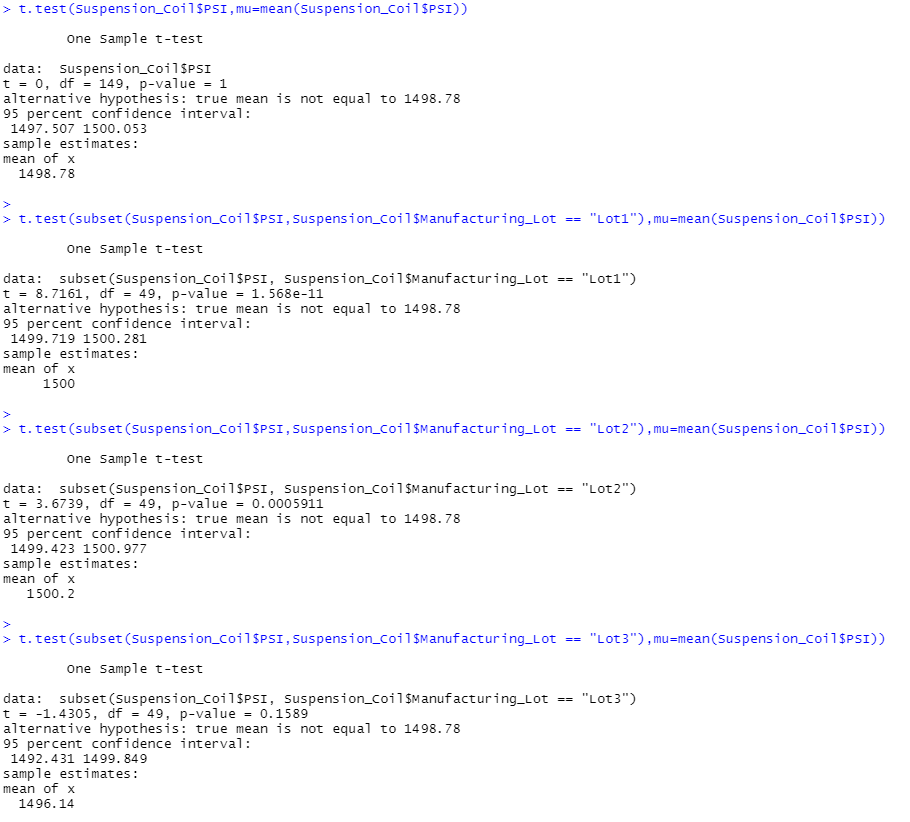 > t.test(Suspension_Coil$PSI,mu=mean(Suspension_Coil$PSI))
One Sample t-test
data:  Suspension_Coil$PSI
t = 0, df = 149, p-value = 1
alternative hypothesis: true mean is not equal to 1498.78
95 percent confidence interval:
1497.507 1500.053
sample estimates:
mean of x
1498.78
>
> t.test(subset(Suspension_Coil$PSI,Suspension_Coil$Manufacturing_Lot == "Lot1"),mu=mean(Suspension_Coil$PSI))
One Sample t-test
data:  subset(Suspension_Coil$PSI, Suspension_Coil$Manufacturing_Lot == "Lot1")
t = 8.7161, df = 49, p-value = 1.568e-11
alternative hypothesis: true mean is not equal to 1498.78
95 percent confidence interval:
1499.719 1500.281
sample estimates:
mean of x
1500
>
> t.test(subset(Suspension_Coil$PSI,Suspension_Coil$Manufacturing_Lot == "Lot2"),mu=mean(Suspension_Coil$PSI))
One Sample t-test
data:  subset(Suspension_Coil$PSI, Suspension_Coil$Manufacturing_Lot == "Lot2")
t = 3.6739, df = 49, p-value = 0.0005911
alternative hypothesis: true mean is not equal to 1498.78
95 percent confidence interval:
1499.423 1500.977
sample estimates:
mean of x
1500.2
>
> t.test(subset(Suspension_Coil$PSI,Suspension_Coil$Manufacturing_Lot == "Lot3"),mu=mean(Suspension_Coil$PSI))
One Sample t-test
data:  subset(Suspension_Coil$PSI, Suspension_Coil$Manufacturing_Lot == "Lot3")
t = -1.4305, df = 49, p-value = 0.1589
alternative hypothesis: true mean is not equal to 1498.78
95 percent confidence interval:
1492.431 1499.849
sample estimates:
mean of x
1496.14